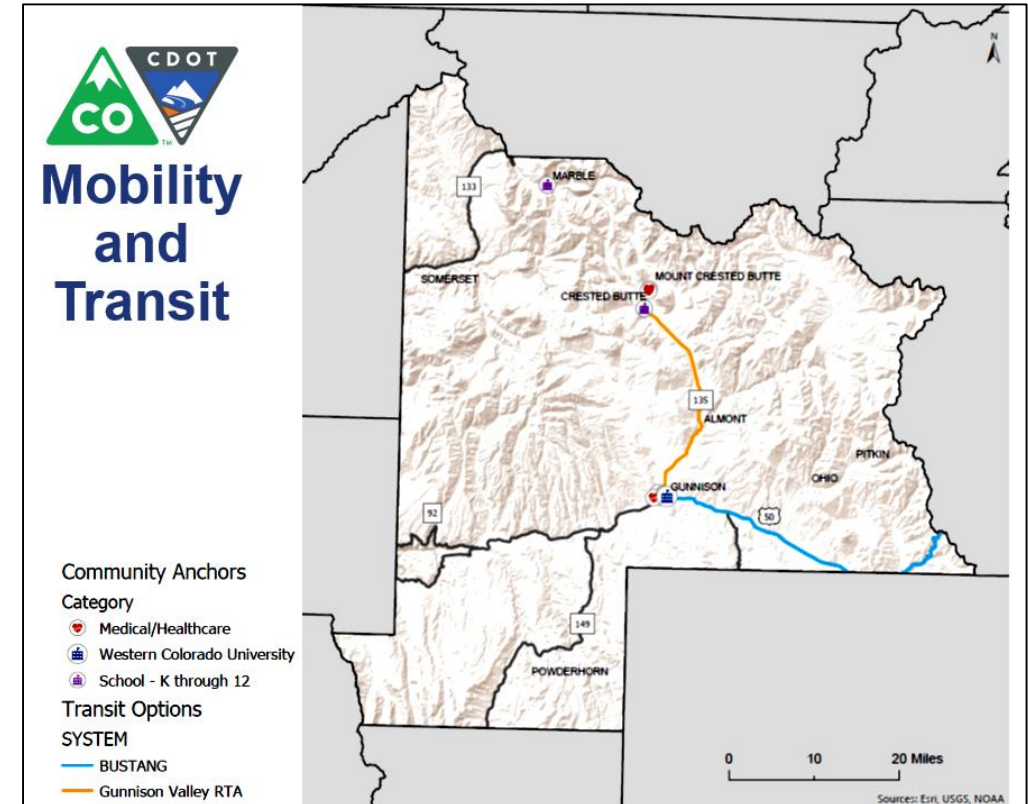 CDOT
CO
TM
Mobility
and
Transit
Community Anchors
Category
Medical/Healthcare
Western Colorado University
School - K through 12
Transit Options
SYSTEM
BUSTANG
Gunnison Valley RTA
N
133
MARBLE
SOMERSET
MOUNT CRESTED BUTTE
CRESTED BUTTE
135
ALMONT
PITKIN
OHIO
GUNNISON
92
50
149
POWDERHORN
0 10 20 Miles
Sources: Esri, USGS, NOAA